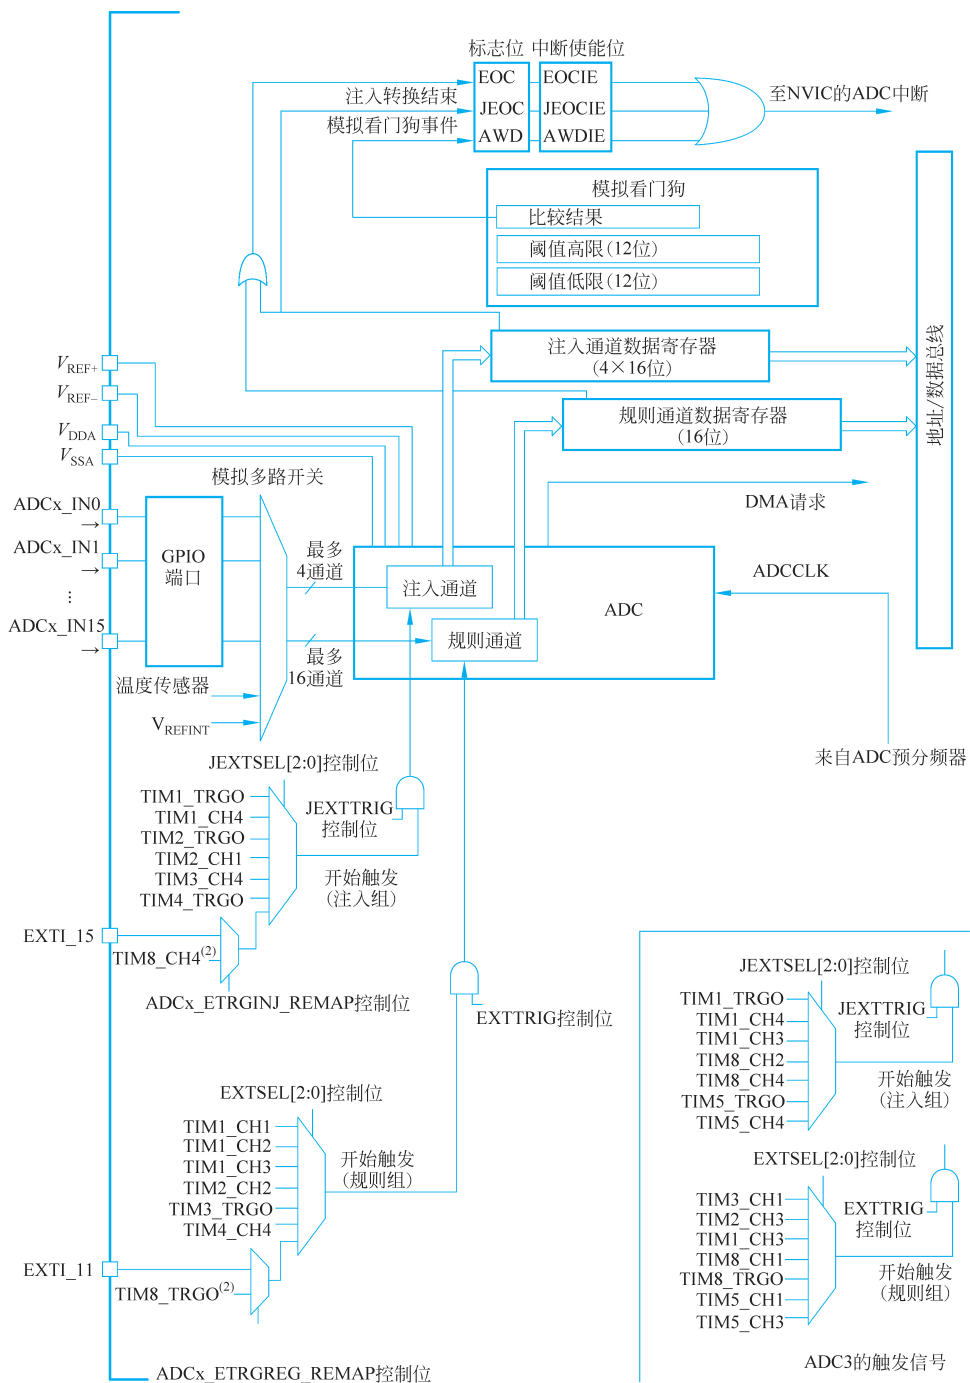 标志位 中断使能位
EOC EOCIE
注入转换结束 JEOC JEOCIE 至NVIC的ADC中断
模拟看门狗事件 AWD AWDIE
模拟看门狗
比较结果
阈值高限(12位)
阈值低限(12位)
注入通道数据寄存器
(4×16位)
规则通道数据寄存器
(16位)
地址/数据总线
VREF+
VREF−
VDDA
VSSA
模拟多路开关
DMA请求
ADCx_IN0
→
ADCx_IN1
→
⋮
ADCx_IN15
→
GPIO
端口
最多
4通道
注入通道
ADC
ADCCLK
规则通道
最多
16通道
温度传感器
VREFINT
来自ADC预分频器
JEXTSEL[2:0]控制位
TIM1_TRGO
TIM1_CH4
TIM2_TRGO
TIM2_CH1
TIM3_CH4
TIM4_TRGO
JEXTTRIG
控制位
开始触发
(注入组)
EXTI_15
TIM8_CH4(2)
ADCx_ETRGINJ_REMAP控制位
EXTTRIG控制位
EXTSEL[2:0]控制位
TIM1_CH1
TIM1_CH2
TIM1_CH3
TIM2_CH2
TIM3_TRGO
TIM4_CH4
开始触发
(规则组)
EXTI_11
TIM8_TRGO(2)
ADCx_ETRGREG_REMAP控制位
JEXTSEL[2:0]控制位
TIM1_TRGO
TIM1_CH4
TIM1_CH3
TIM8_CH2
TIM8_CH4
TIM5_TRGO
TIM5_CH4
JEXTTRIG
控制位
开始触发
(注入组)
EXTSEL[2:0]控制位
TIM3_CH1
TIM2_CH3
TIM1_CH3
TIM8_CH1
TIM8_TRGO
TIM5_CH1
TIM5_CH3
EXTTRIG
控制位
开始触发
(规则组)
ADC3的触发信号